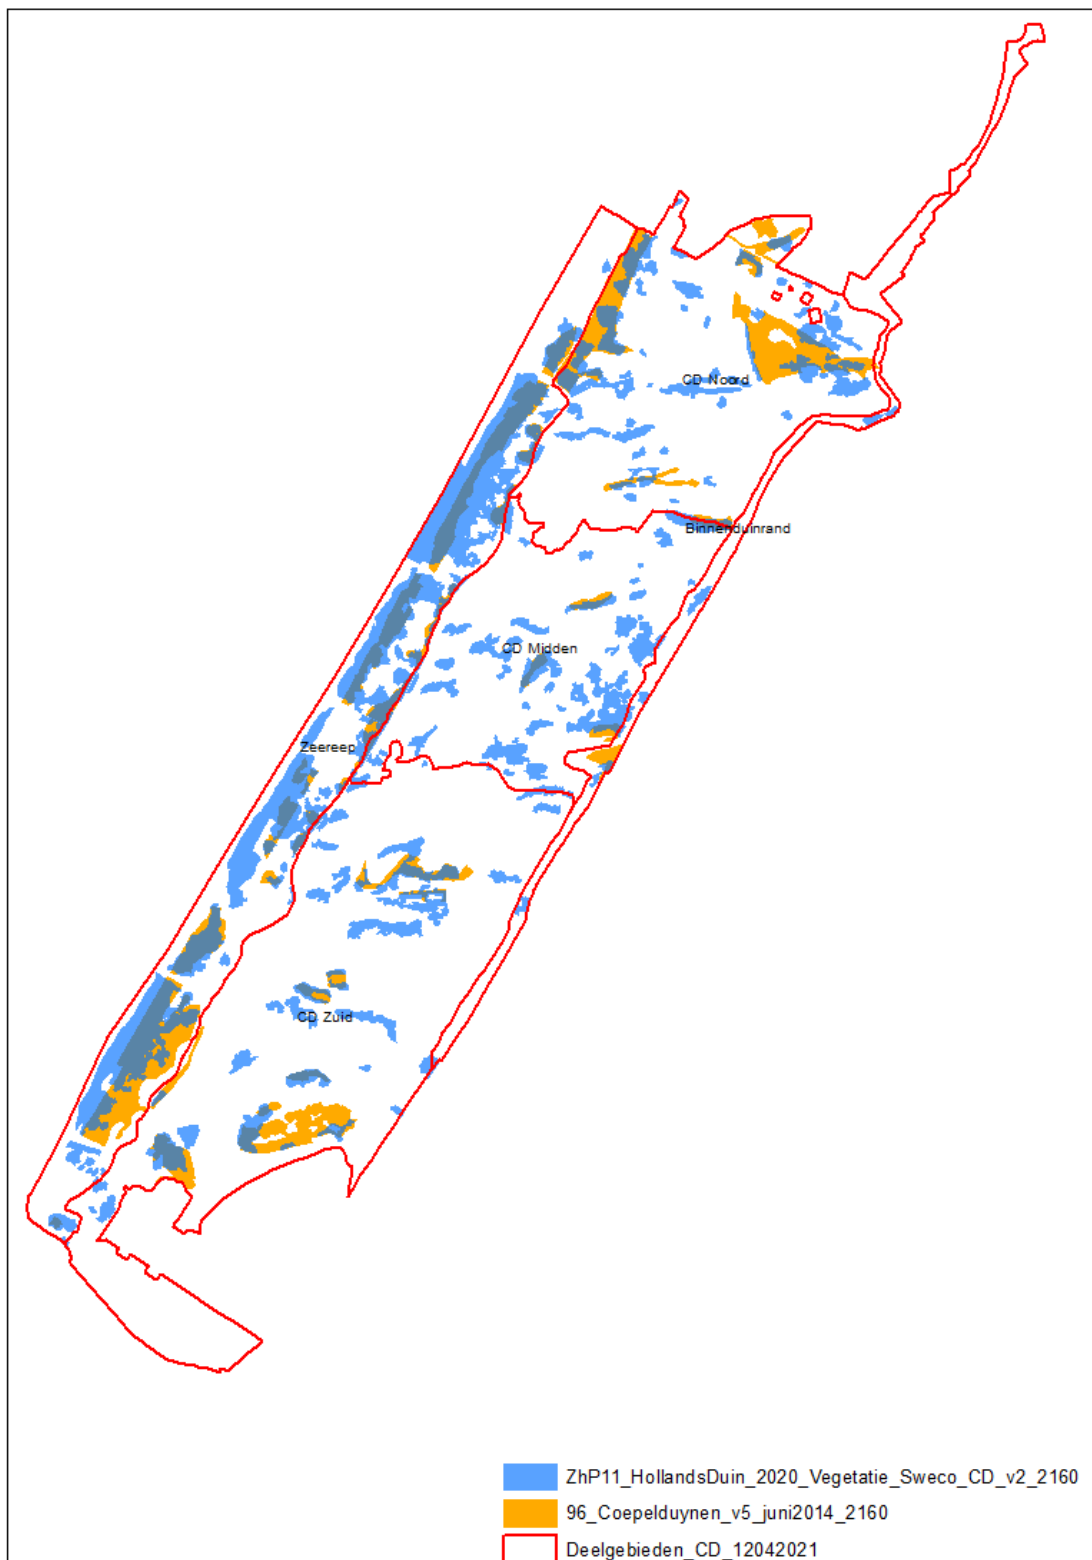 CD Noord
Binnenduinrand
CD Midden
Zeereep
CD Zuid
ZhP11_HollandsDuin_2020_Vegetatie_Sweco_CD_v2_2160
96_Coepelduynen_v5_juni2014_2160
Deelgebieden_CD_12042021